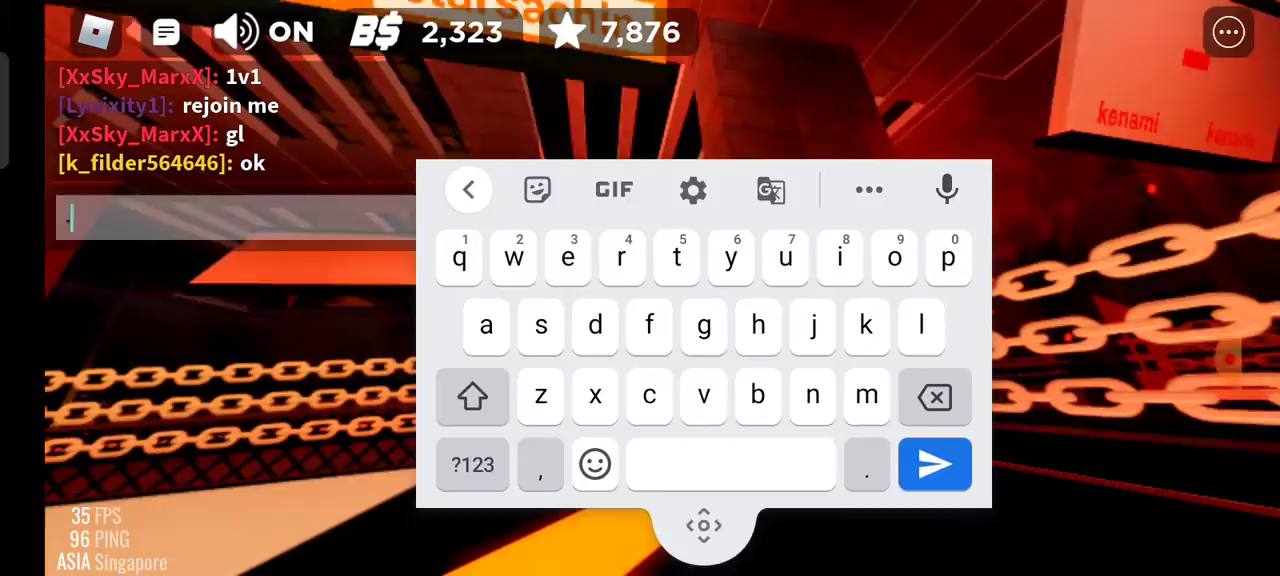 ON B$ 2,323 7,876
[XxSky_MarxX]: 1v1
[Lynixity1]: rejoin me
[XxSky_MarxX]: gl
[k_filder564646]: ok
.
kenami
GIF
1 2 3 4 5 6 7 8 9 0
q w e r t y u i o p
a s d f g h j k l
z x c v b n m
?123 , .
35 FPS
96 PING
ASIA Singapore